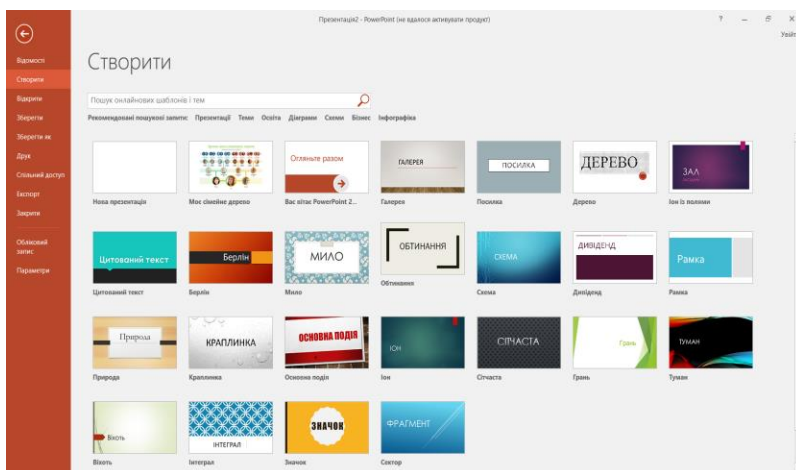 Презентація2 - PowerPoint (не вдалося активувати продукт)
?
Увійт
Відомості
Створити
Відкрити
Зберегти
Зберегти як
Друк
Спільний доступ
Експорт
Закрити
Обліковий
запис
Параметри
Створити
Пошук онлайнових шаблонів і тем
Рекомендовані пошукові запити: Презентації Теми Освіта Діаграми Схеми Бізнес Інфографіка
Огляньте разом
ГАЛЕРЕЯ
ПОСИЛКА
ДЕРЕВО
ЗАЛ
Нова презентація
Моє сімейне дерево
Вас вітає PowerPoint 2...
Галерея
Посилка
Дерево
Іон із полями
Цитований текст
Берлін
МИЛО
ОБТИНАННЯ
СХЕМА
ДИВІДЕНД
Рамка
Цитований текст
Берлін
Мило
Обтинання
Схема
Дивіденд
Рамка
Природа
КРАПЛИНКА
ОСНОВНА ПОДІЯ
ІОН
СІТЧАСТА
Грань
ТУМАН
Природа
Краплинка
Основна подія
Іон
Сітчаста
Грань
Туман
Віхоть
ІНТЕГРАЛ
ЗНАЧОК
ФРАГМЕНТ
Віхоть
Інтеграл
Значок
Сектор